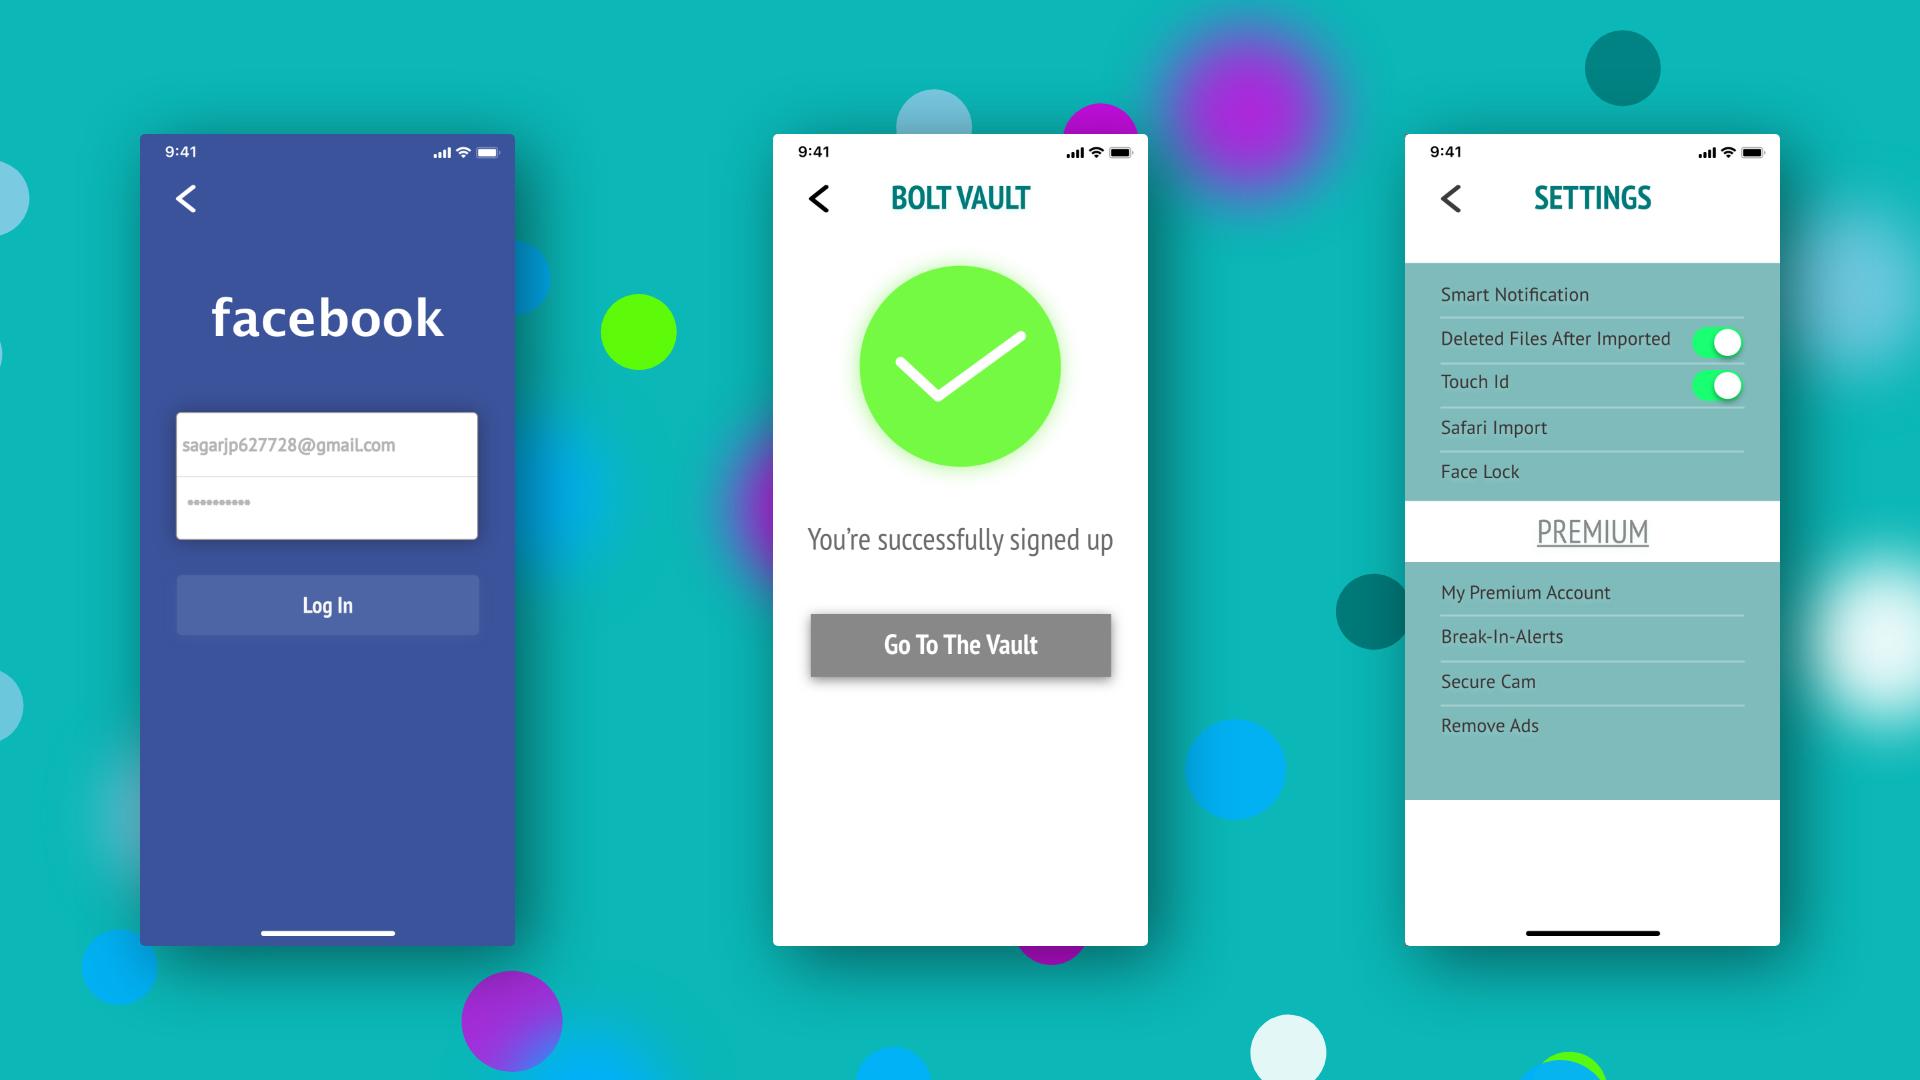 9:41
facebook
sagarjp627728@gmail.com
••••••••••
Log In
9:41
BOLT VAULT
You’re successfully signed up
Go To The Vault
9:41
SETTINGS
Smart Notification
Deleted Files After Imported
Touch Id
Safari Import
Face Lock
PREMIUM
My Premium Account
Break-In-Alerts
Secure Cam
Remove Ads